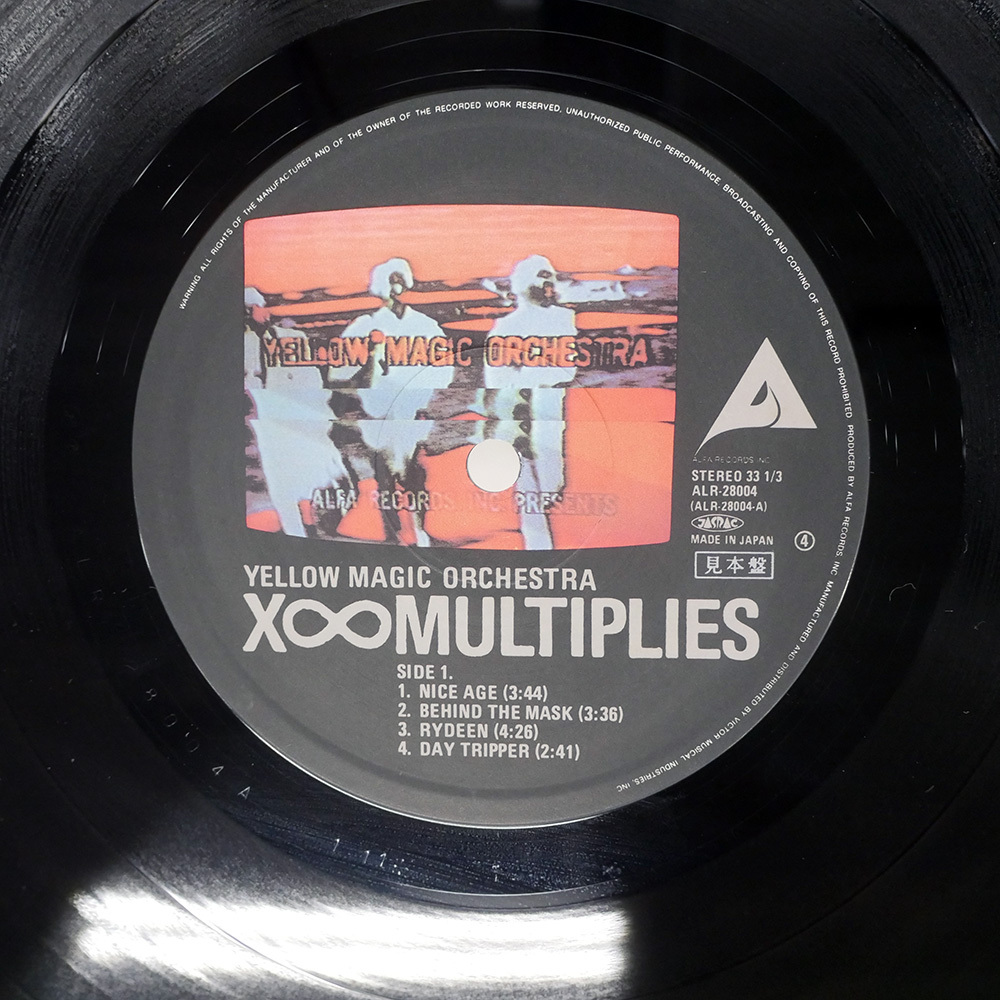 WARNING ALL RIGHTS OF THE MANUFACTURER AND OF THE OWNER OF THE RECORDED WORK RESERVED. UNAUTHORIZED PUBLIC PERFORMANCE, BROADCASTING AND COPYING OF THIS RECORD PROHIBITED. PRODUCED BY ALFA RECORDS, INC. MANUFACTURED AND DISTRIBUTED BY VICTOR MUSICAL INDUSTRIES, INC
YELLOW MAGIC ORCHESTRA
ALFA RECORDS, INC PRESENTS
ALFA RECORDS, INC.
STEREO 33 1/3
ALR-28004
(ALR-28004-A)
JASRAC
MADE IN JAPAN ④
見本盤
YELLOW MAGIC ORCHESTRA
X∞MULTIPLIES
SIDE 1.
1. NICE AGE (3:44)
2. BEHIND THE MASK (3:36)
3. RYDEEN (4:26)
4. DAY TRIPPER (2:41)
1 11